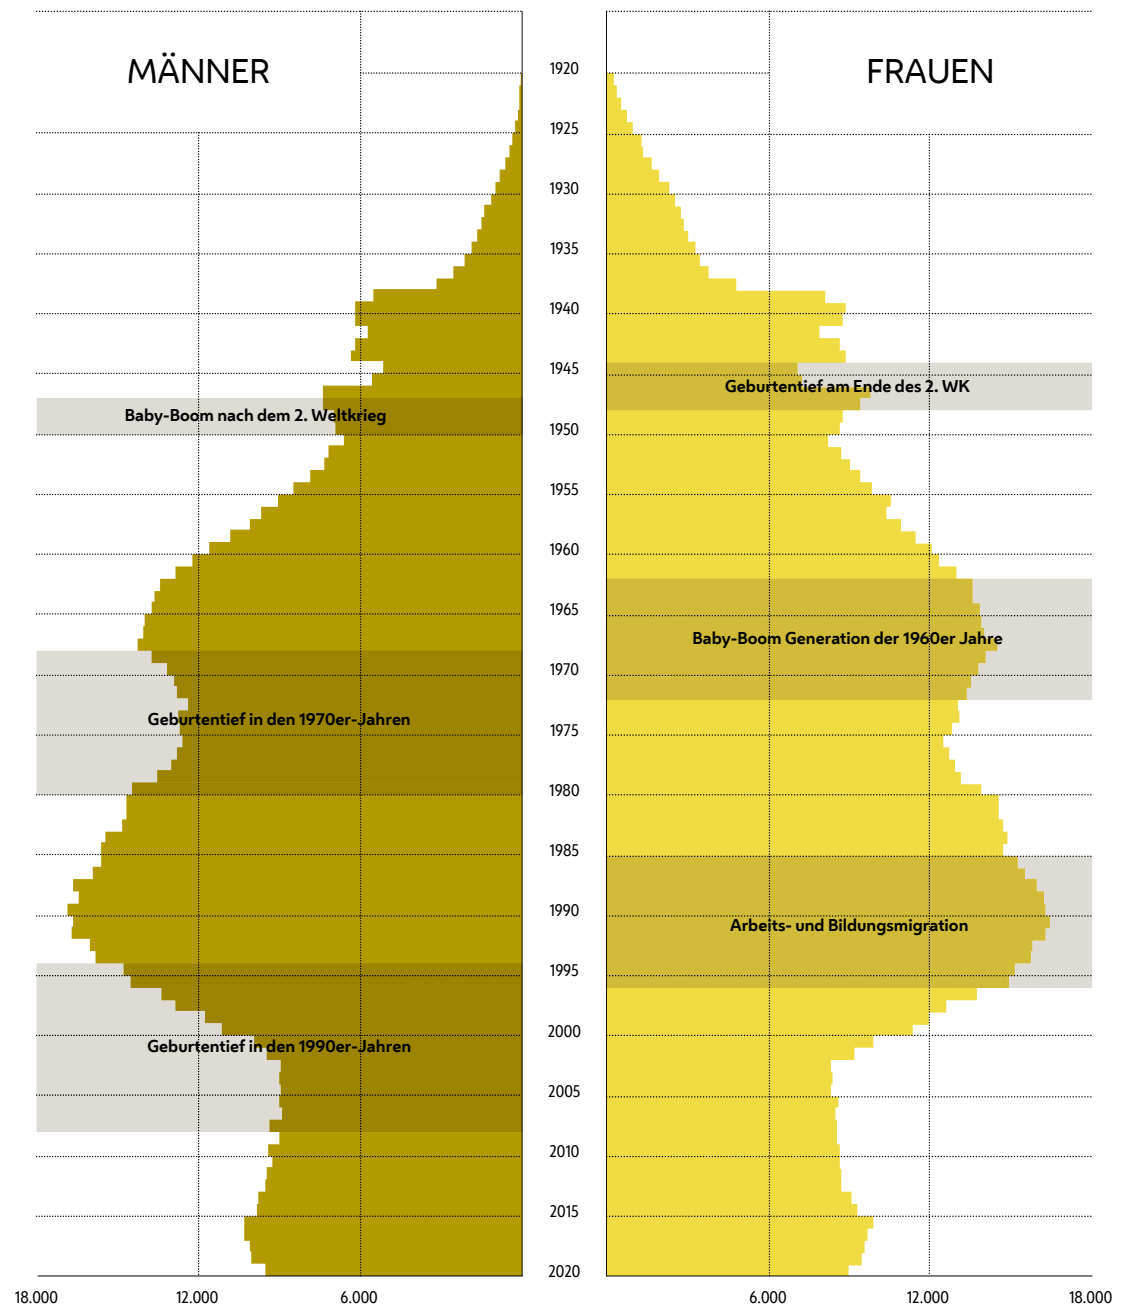 MÄNNER
FRAUEN
1920
1925
1930
1935
1940
1945
Geburtentief am Ende des 2. WK
Baby-Boom nach dem 2. Weltkrieg
1950
1955
1960
1965
Baby-Boom Generation der 1960er Jahre
1970
Geburtentief in den 1970er-Jahren
1975
1980
1985
1990
Arbeits- und Bildungsmigration
1995
2000
Geburtentief in den 1990er-Jahren
2005
2010
2015
2020
18.000 12.000 6.000 6.000 12.000 18.000